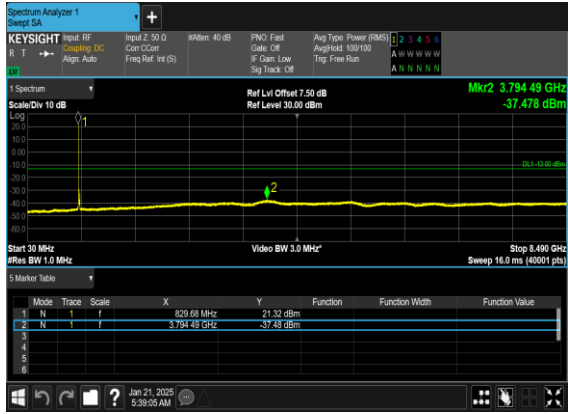 Spectrum Analyzer 1
Swept SA
+
KEYSIGHT Input: RF Input Z: 50 Ω #Atten: 40 dB PNO: Fast Avg Type: Power (RMS) 1 2 3 4 5 6
R T Coupling: DC Corr CCorr Gate: Off Avg|Hold: 100/100 A W W W W W
Align: Auto Freq Ref: Int (S) IF Gain: Low Trig: Free Run
LXI Sig Track: Off A N N N N N
1 Spectrum Ref Lvl Offset 7.50 dB Mkr2 3.794 49 GHz
Scale/Div 10 dB Ref Level 30.00 dBm -37.478 dBm
Log
1
20.0
10.0
0.00
-10.0 DL1 -13.00 dBm
-20.0
-30.0 2
-40.0
-50.0
-60.0
Start 30 MHz Video BW 3.0 MHz* Stop 8.490 GHz
#Res BW 1.0 MHz Sweep 16.0 ms (40001 pts)
5 Marker Table
Mode Trace Scale X Y Function Function Width Function Value
1 N 1 f 829.68 MHz 21.32 dBm
2 N 1 f 3.794 49 GHz -37.48 dBm
3
4
5
6
? Jan 21, 2025
5:39:05 AM